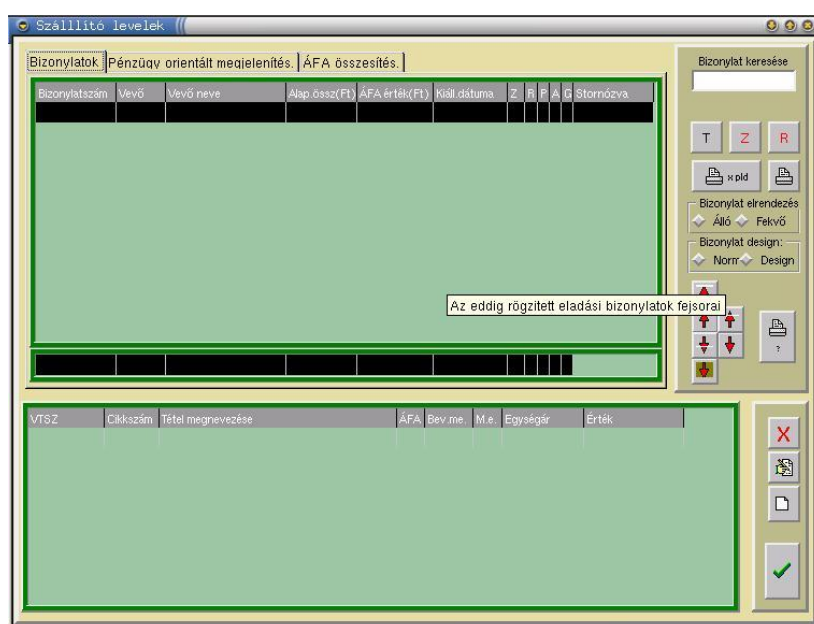 Szálllító levelek
Bizonylatok Pénzügy orientált megjelenítés. ÁFA összesítés.
Bizonylatszám Vevő Vevő neve Alap.össz(Ft) ÁFA érték(Ft) Kiáll.dátuma Z R P A G Stornózva
Bizonylat keresése
T Z R
x pld
Bizonylat elrendezés
Álló Fekvő
Bizonylat design:
Norm Design
Az eddig rögzitett eladási bizonylatok fejsorai
?
VTSZ Cikkszám Tétel megnevezése ÁFA Bev.me. M.e. Egységár Érték
X